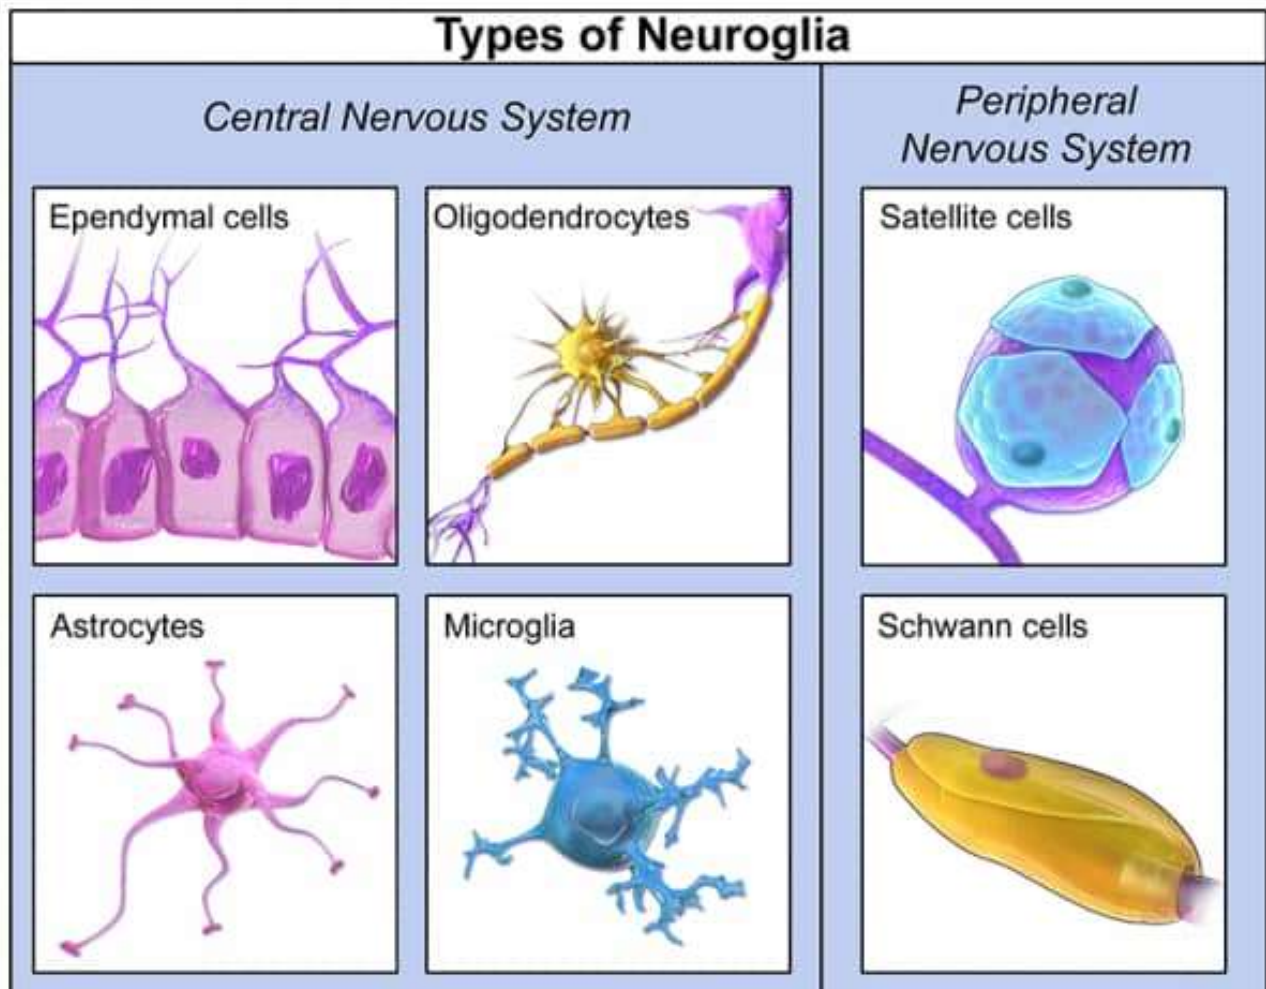 Types of Neuroglia
Central Nervous System
Peripheral
Nervous System
Ependymal cells
Oligodendrocytes
Satellite cells
Astrocytes
Microglia
Schwann cells